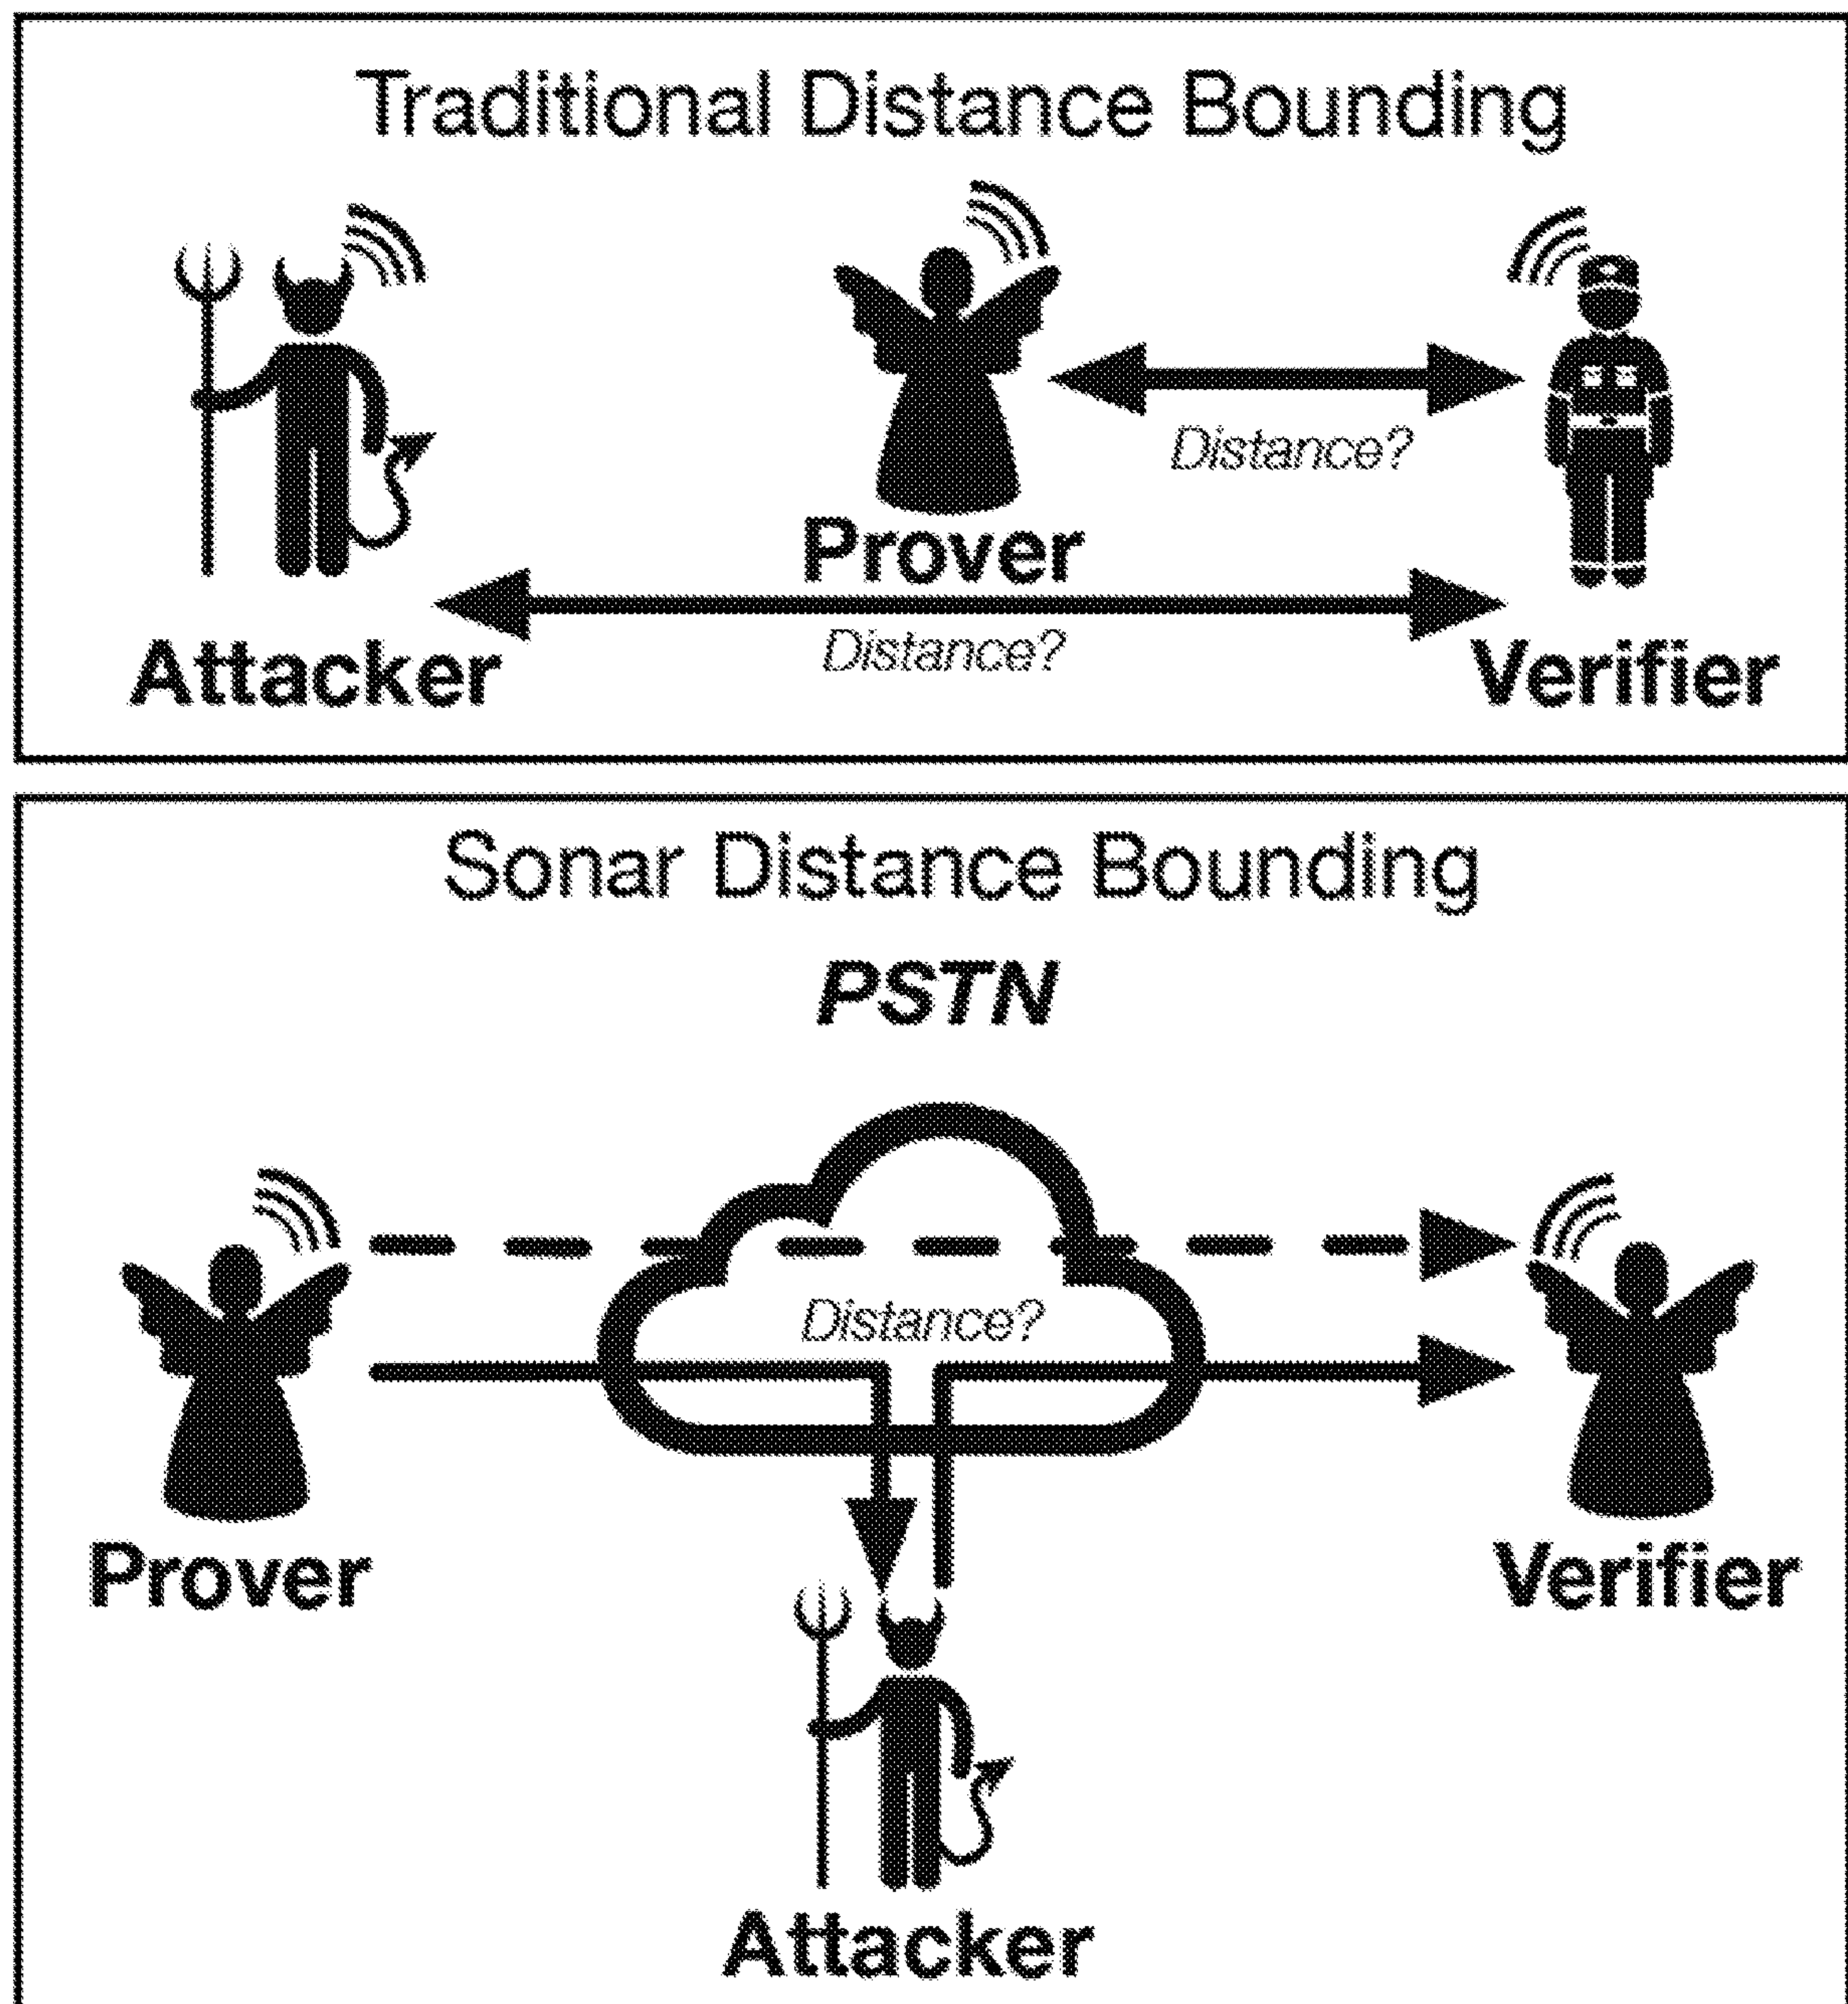 Traditional Distance Bounding
Distance?
Prover
Distance?
Attacker
Verifier
Sonar Distance Bounding
PSTN
Distance?
Prover
Verifier
Attacker